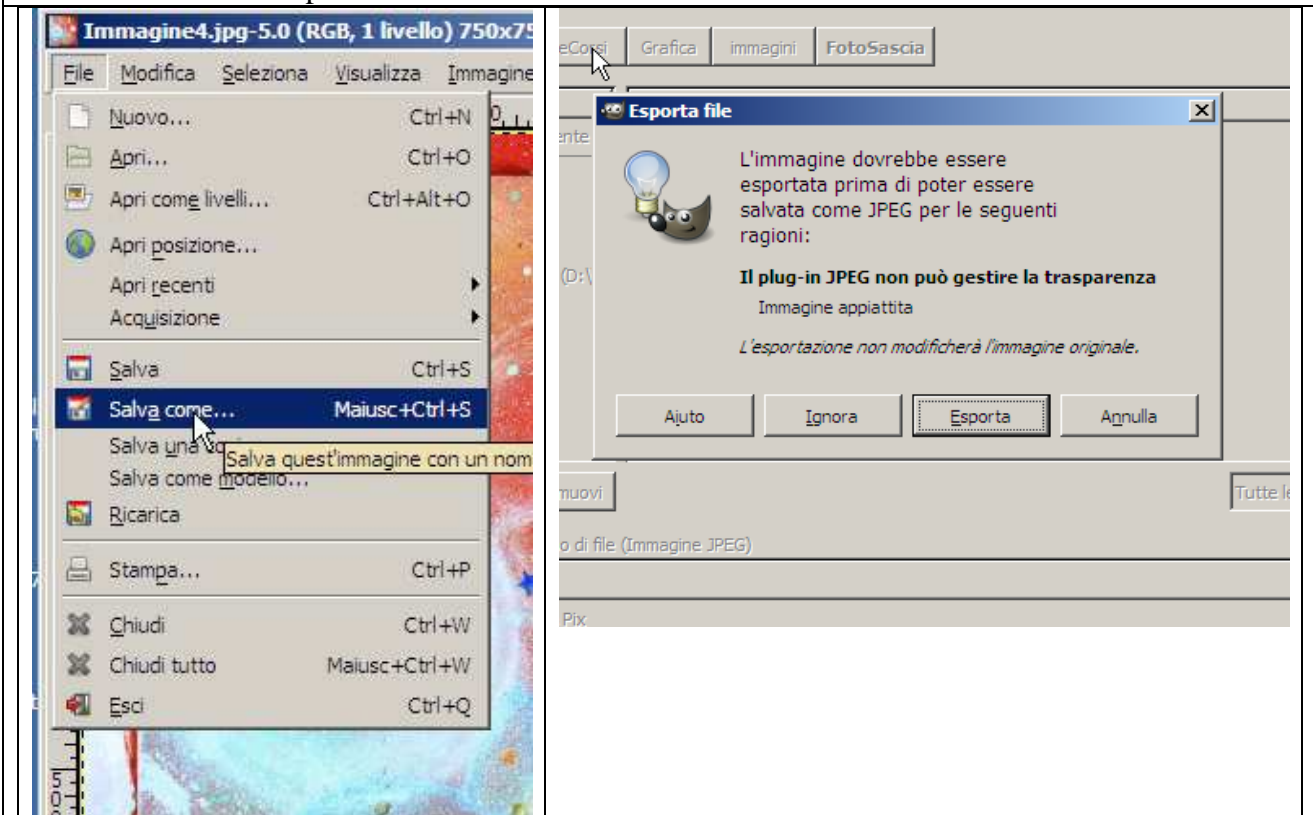 Immagine4.jpg-5.0 (RGB, 1 livello) 750x75
File Modifica Seleziona Visualizza Immagine
Nuovo... Ctrl+N
Apri... Ctrl+O
Apri come livelli... Ctrl+Alt+O
Apri posizione...
Apri recenti
Acquisizione
Salva Ctrl+S
Salva come... Maiusc+Ctrl+S
Salva una
Salva quest'immagine con un nom
Salva come modello...
Ricarica
Stampa... Ctrl+P
Chiudi Ctrl+W
Chiudi tutto Maiusc+Ctrl+W
Esci Ctrl+Q
eCorsi Grafica immagini FotoSascia
Esporta file
ente
L'immagine dovrebbe essere
esportata prima di poter essere
salvata come JPEG per le seguenti
ragioni:
(D:\
Il plug-in JPEG non può gestire la trasparenza
Immagine appiattita
L'esportazione non modificherà l'immagine originale.
Aiuto Ignora Esporta Annulla
muovi Tutte le
o di file (Immagine JPEG)
Pix